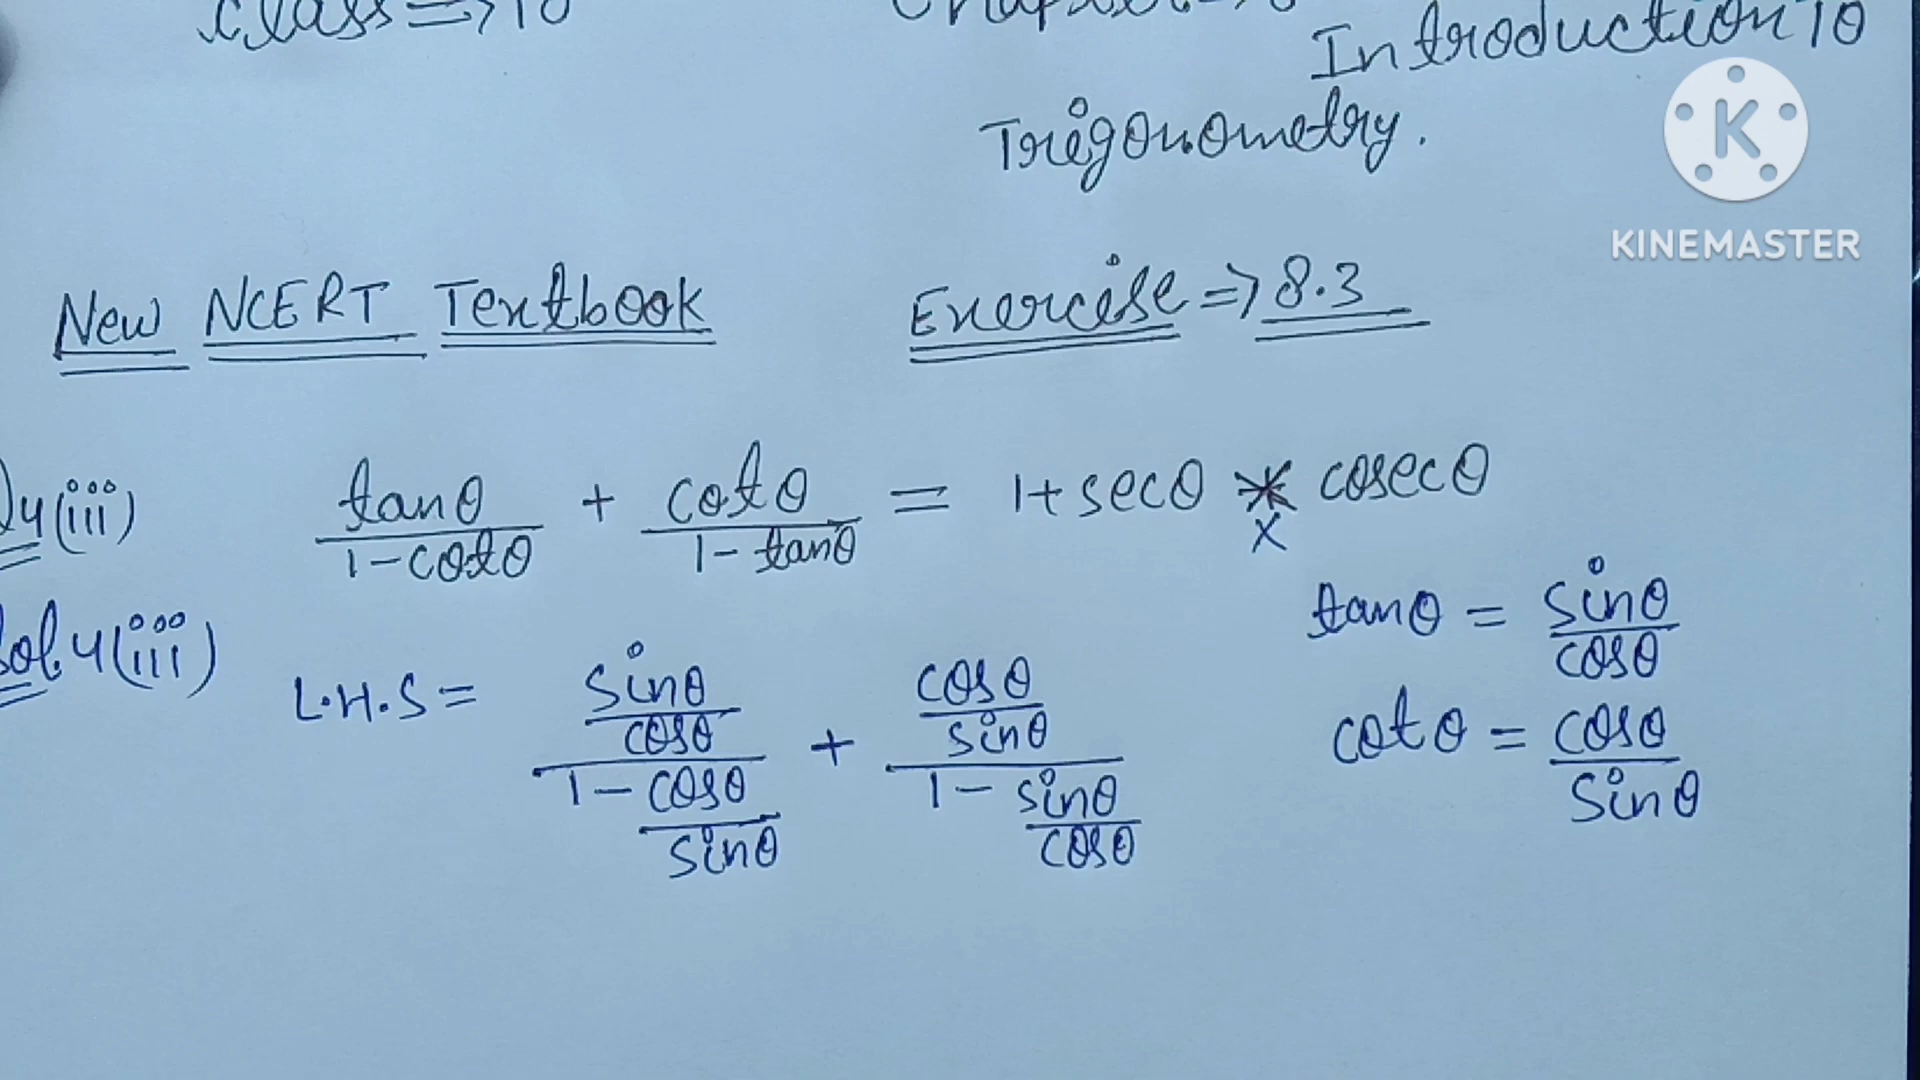 Class => 10
Introduction To
Trigonometry.
KINEMASTER
New NCERT Textbook Exercise => 8.3
4(iii) tanθ/1-cotθ + cotθ/1-tanθ = 1+secθ × cosecθ
Sol.4(iii) L.H.S = sinθ/cosθ / 1-cosθ/sinθ + cosθ/sinθ / 1-sinθ/cosθ
tanθ = sinθ/cosθ
cotθ = cosθ/sinθ